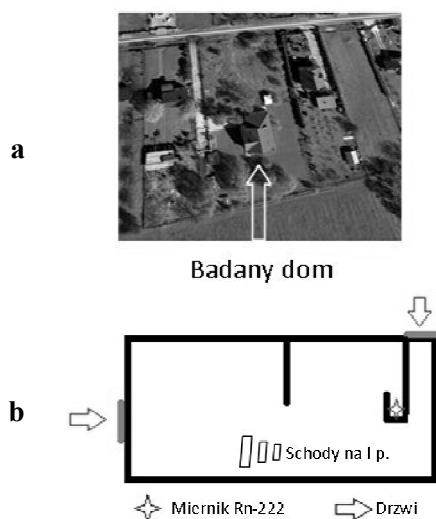 a
Badany dom
b
Schody na I p.
Miernik Rn-222
Drzwi